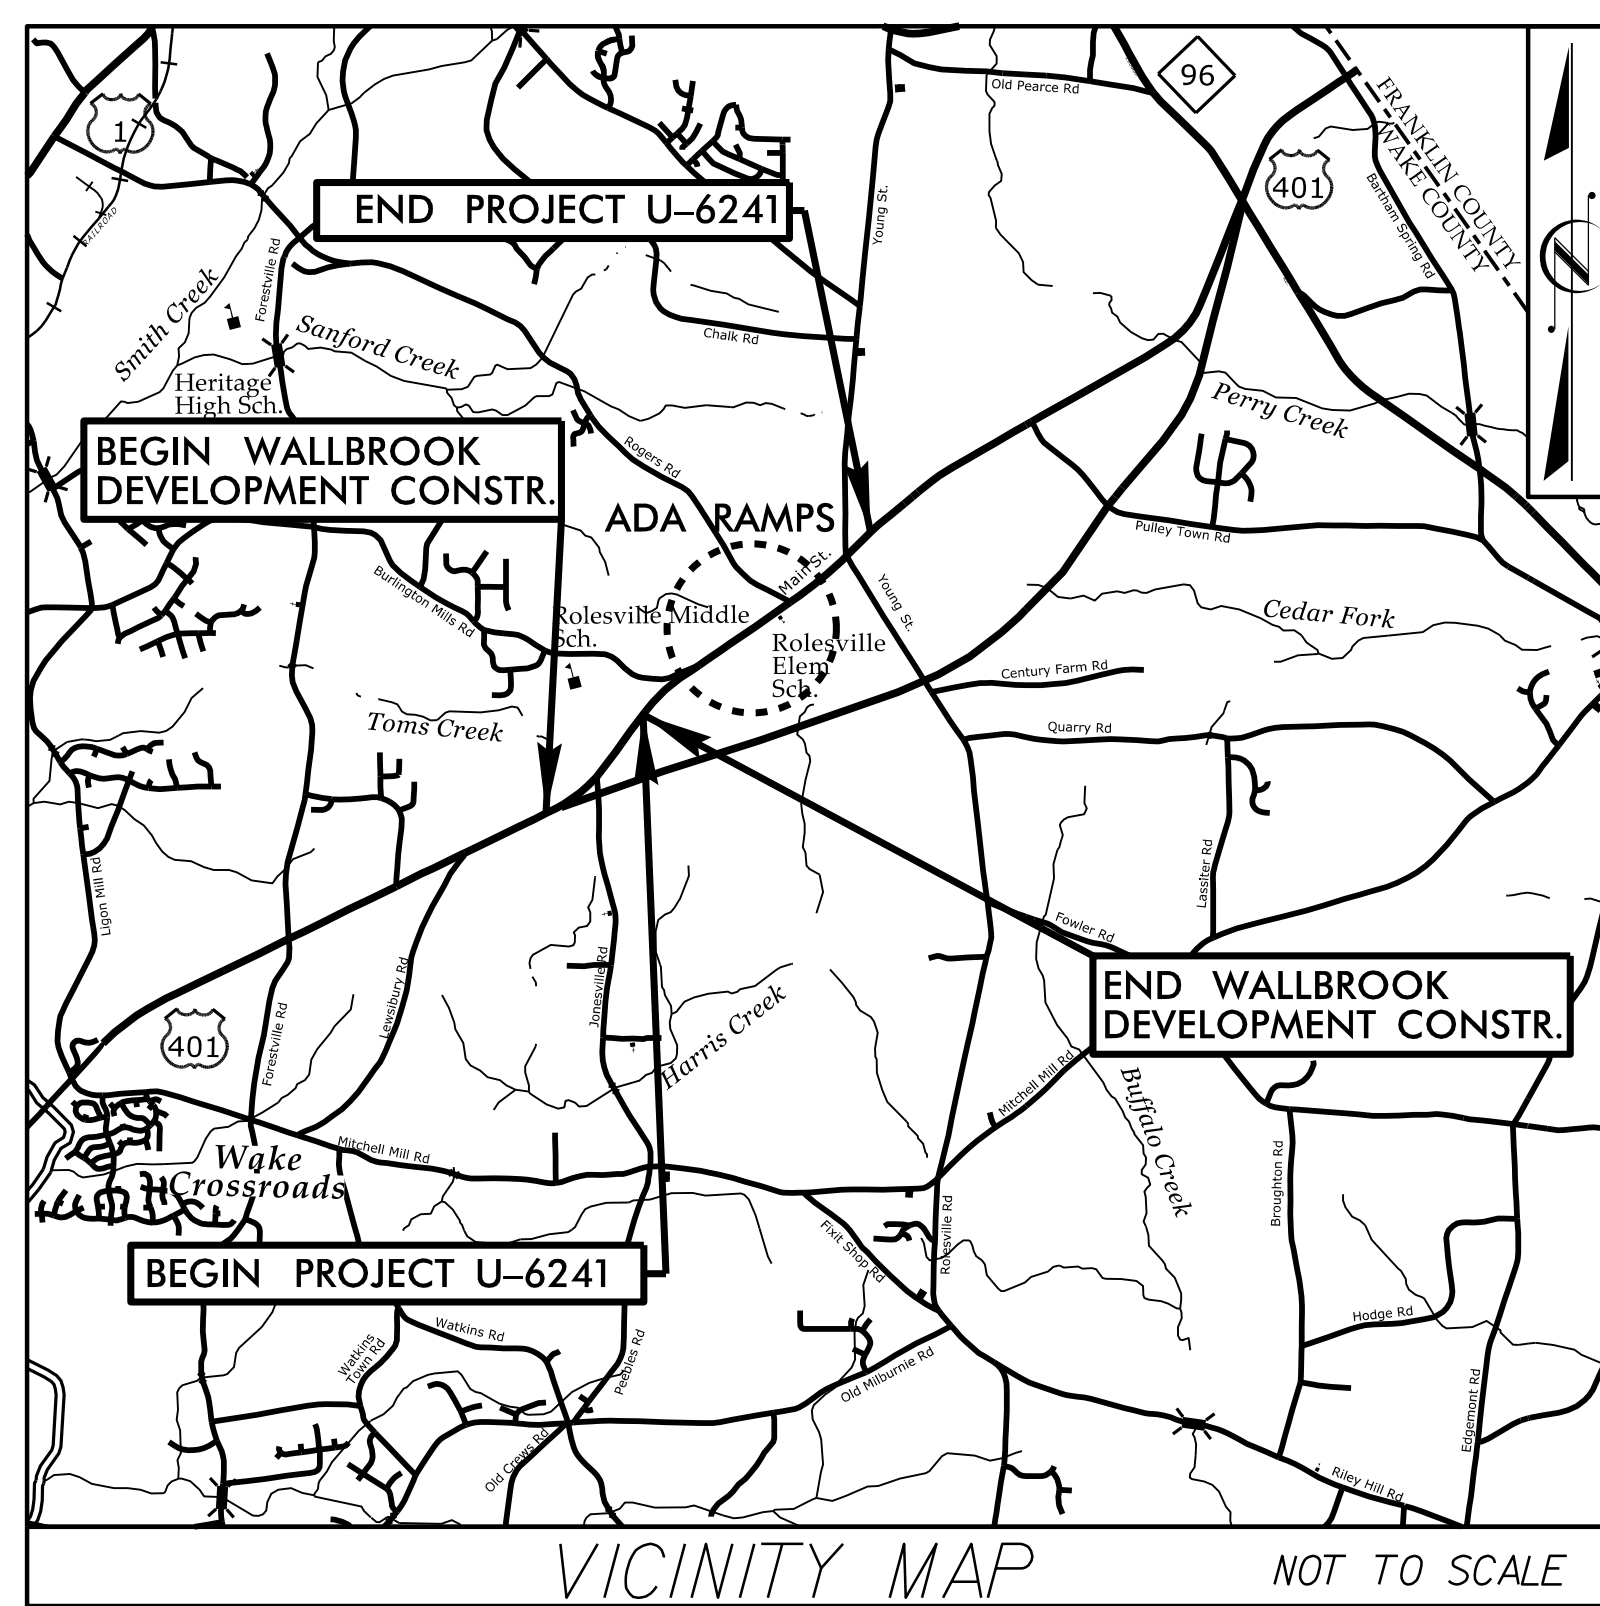 96
Old Pearce Rd
FRANKLIN COUNTY
WAKE COUNTY
1
401
RAILROAD
Bartham Spring Rd
END PROJECT U–6241
Young St.
Forestville Rd
Smith Creek
Sanford Creek
Chalk Rd
N
Heritage
High Sch.
Perry Creek
BEGIN WALLBROOK
DEVELOPMENT CONSTR.
Rogers Rd
ADA RAMPS
Pulley Town Rd
Main St.
Burlington Mills Rd
Young St.
Rolesville Middle
Sch.
Cedar Fork
Rolesville
Elem
Sch.
Century Farm Rd
Toms Creek
Quarry Rd
Ligon Mill Rd
Lassiter Rd
Fowler Rd
Lewsibury Rd
Jonesville Rd
END WALLBROOK
DEVELOPMENT CONSTR.
401
Forestville Rd
Harris Creek
Mitchell Mill Rd
Buffalo Creek
Wake
Crossroads
Mitchell Mill Rd
Broughton Rd
Rolesville Rd
Fixit Shop Rd
BEGIN PROJECT U–6241
Watkins Rd
Watkins
Town Rd
Peebles Rd
Hodge Rd
Old Milburnie Rd
Edgemont Rd
Old Crews Rd
Riley Hill Rd
VICINITY MAP
NOT TO SCALE